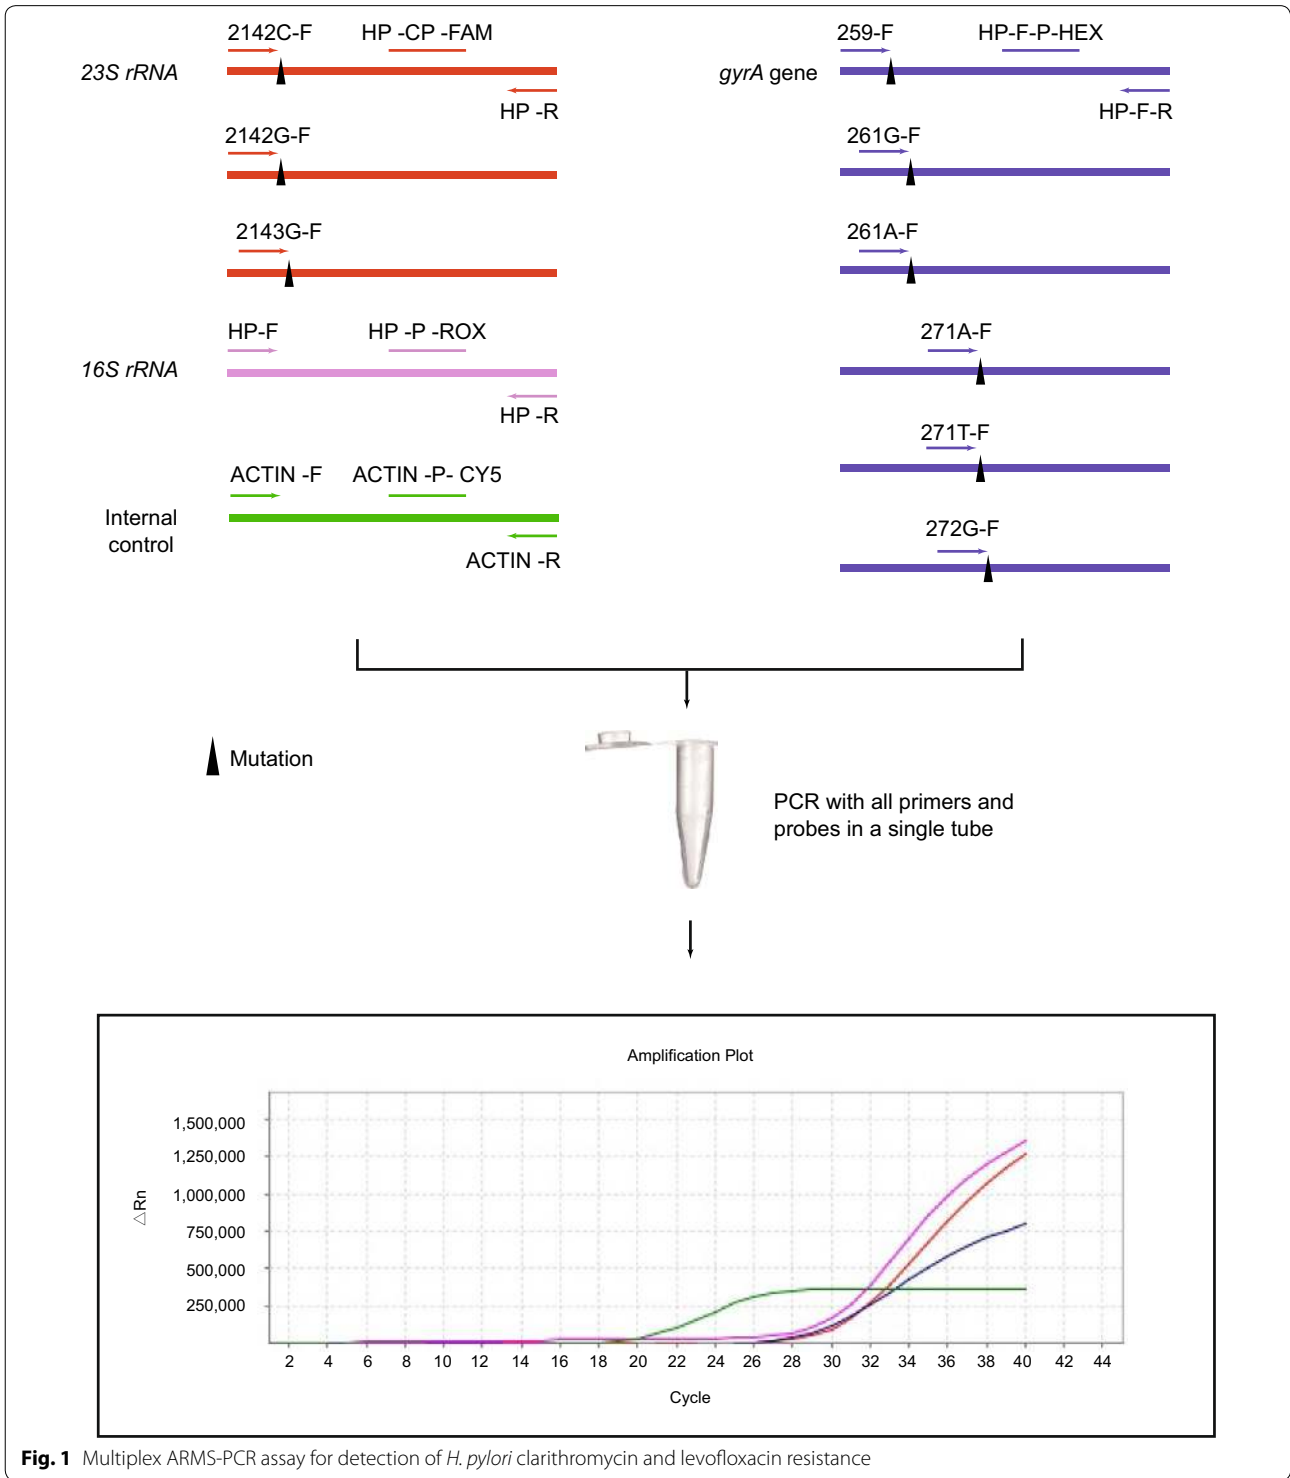 2142C-F HP -CP -FAM
23S rRNA
HP -R
2142G-F
2143G-F
HP-F HP -P -ROX
16S rRNA
HP -R
ACTIN -F ACTIN -P- CY5
Internal
control
ACTIN -R
259-F HP-F-P-HEX
gyrA gene
HP-F-R
261G-F
261A-F
271A-F
271T-F
272G-F
Mutation
PCR with all primers and
probes in a single tube
Amplification Plot
1,500,000
1,250,000
1,000,000
750,000
500,000
250,000
△Rn
2 4 6 8 10 12 14 16 18 20 22 24 26 28 30 32 34 36 38 40 42 44
Cycle
Fig. 1 Multiplex ARMS-PCR assay for detection of H. pylori clarithromycin and levofloxacin resistance